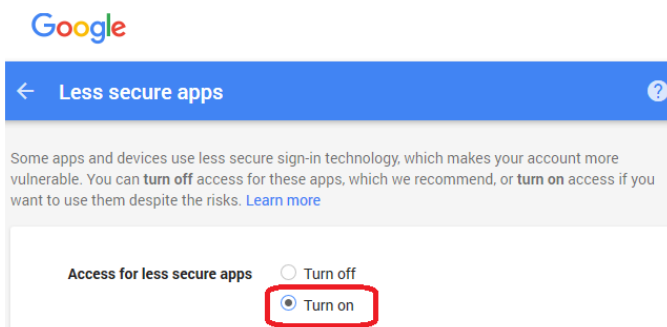 Google
Less secure apps
?
Some apps and devices use less secure sign-in technology, which makes your account more
vulnerable. You can turn off access for these apps, which we recommend, or turn on access if you
want to use them despite the risks. Learn more
Access for less secure apps Turn off
Turn on